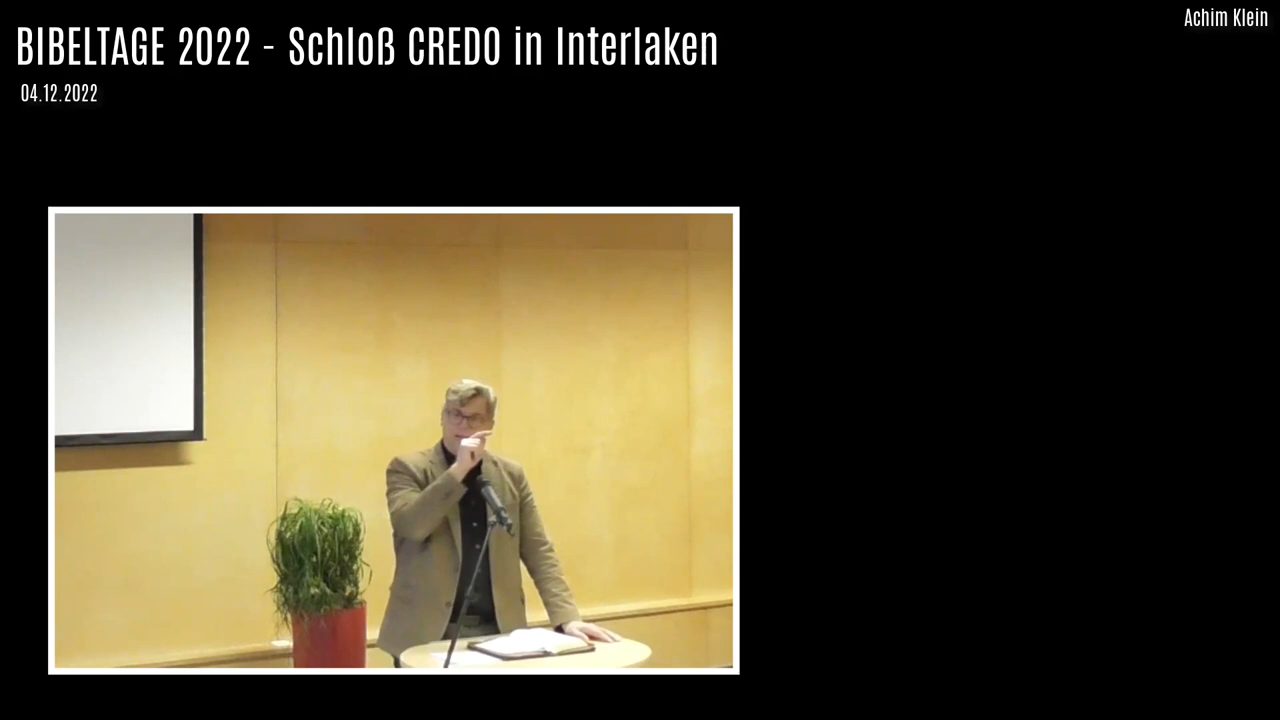 Achim Klein
BIBELTAGE 2022 - Schloß CREDO in Interlaken
04.12.2022